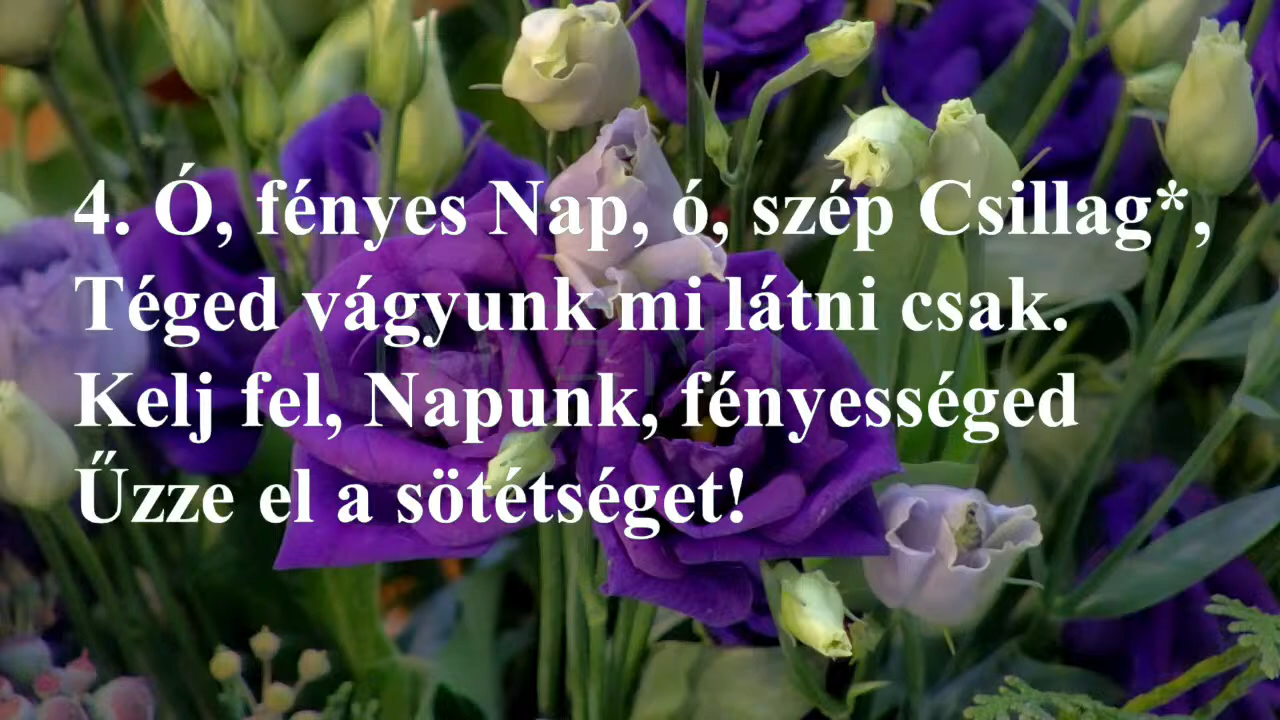 4. Ó, fényes Nap, ó, szép Csillag*,
Téged vágyunk mi látni csak.
Kelj fel, Napunk, fényességed
Űzze el a sötétséget!